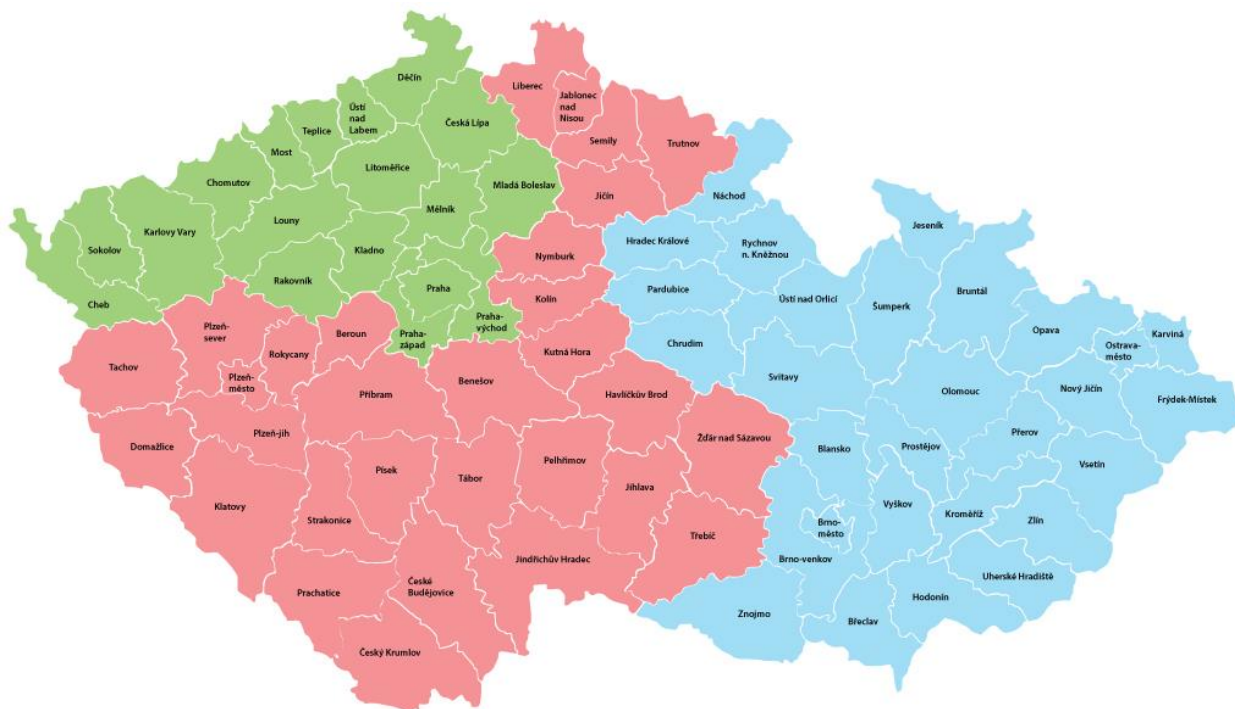 Děčín
Liberec
Jablonec
nad
Nisou
Ústí
nad
Labem
Teplice
Česká Lípa
Semily
Trutnov
Most
Litoměřice
Chomutov
Mladá Boleslav
Jičín
Náchod
Mělník
Louny
Karlovy Vary
Sokolov
Kladno
Nymburk
Hradec Králové
Rychnov
n. Kněžnou
Jeseník
Rakovník
Praha
Kolín
Pardubice
Ústí nad Orlicí
Šumperk
Bruntál
Cheb
Praha-
východ
Praha-
západ
Plzeň-
sever
Beroun
Rokycany
Kutná Hora
Chrudim
Opava
Karviná
Ostrava-
město
Tachov
Plzeň-
město
Benešov
Svitavy
Příbram
Havlíčkův Brod
Olomouc
Nový Jičín
Frýdek-Místek
Domažlice
Plzeň-jih
Žďár nad Sázavou
Blansko
Prostějov
Přerov
Vsetín
Písek
Tábor
Pelhřimov
Jihlava
Klatovy
Strakonice
Vyškov
Kroměříž
Zlín
Brno-
město
Třebíč
Jindřichův Hradec
Brno-venkov
Uherské Hradiště
Prachatice
České
Budějovice
Hodonín
Znojmo
Břeclav
Český Krumlov